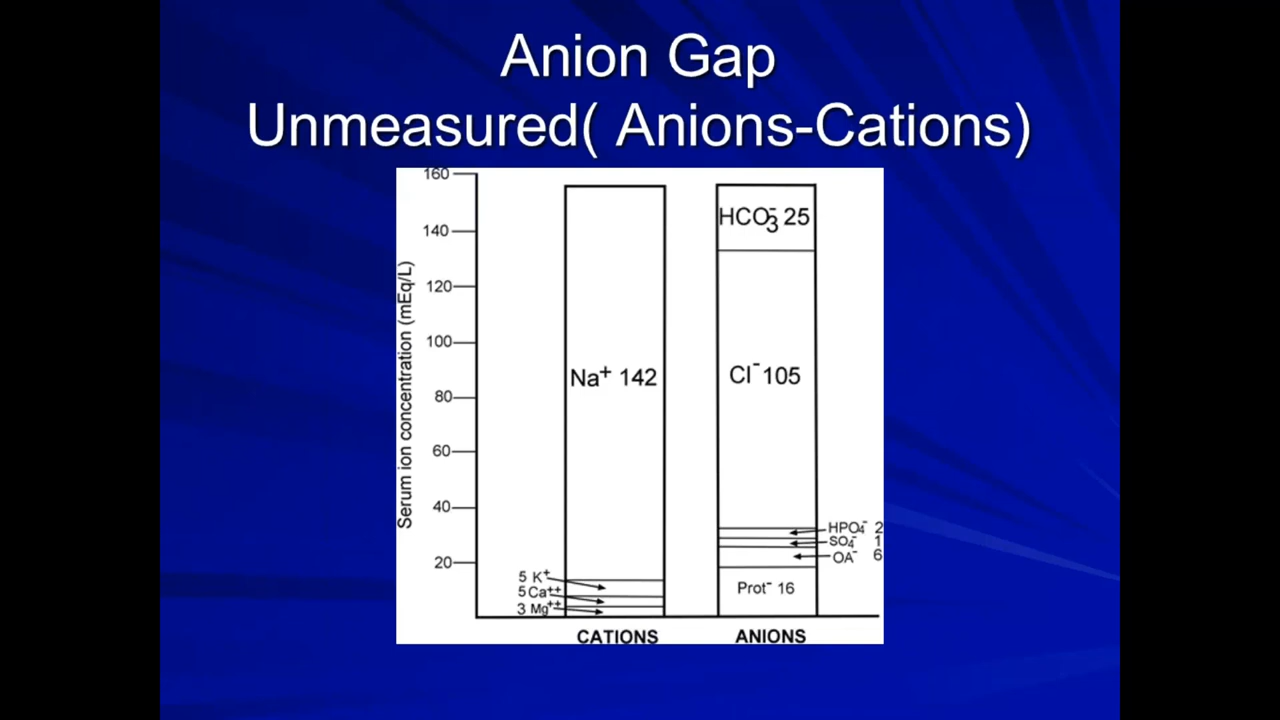 Anion Gap
Unmeasured( Anions-Cations)
Serum ion concentration (mEq/L)
160
140
120
100
80
60
40
20
Na⁺ 142
5 K⁺
5 Ca⁺⁺
3 Mg⁺⁺
CATIONS
HCO₃⁻ 25
Cl⁻ 105
HPO₄⁻ 2
SO₄⁻ 1
OA⁻ 6
Prot⁻ 16
ANIONS